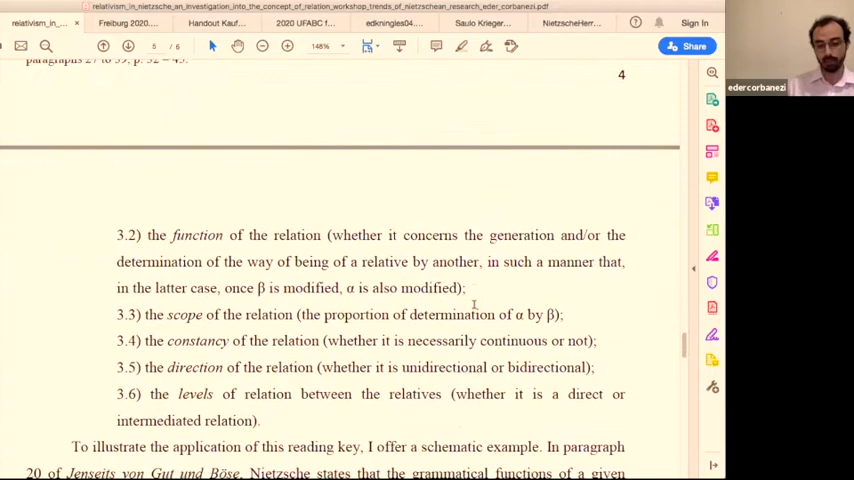 relativism_in_nietzsche_an_investigation_into_the_concept_of_relation_workshop_trends_of_nietzschean_research_eder_corbanezi.pdf
relativism_in_... × Freiburg 2020.... Handout Kauf... 2020 UFABC f... edkningles04.... Saulo Krieger... NietzscheHerr... Sign In
5 / 6 148% Share
paragraphs 27 to 39, p. 32 – 43.
edercorbanezi
4
3.2) the function of the relation (whether it concerns the generation and/or the
determination of the way of being of a relative by another, in such a manner that,
in the latter case, once β is modified, α is also modified);
3.3) the scope of the relation (the proportion of determination of α by β);
3.4) the constancy of the relation (whether it is necessarily continuous or not);
3.5) the direction of the relation (whether it is unidirectional or bidirectional);
3.6) the levels of relation between the relatives (whether it is a direct or
intermediated relation).
To illustrate the application of this reading key, I offer a schematic example. In paragraph
20 of Jenseits von Gut und Böse, Nietzsche states that the grammatical functions of a given